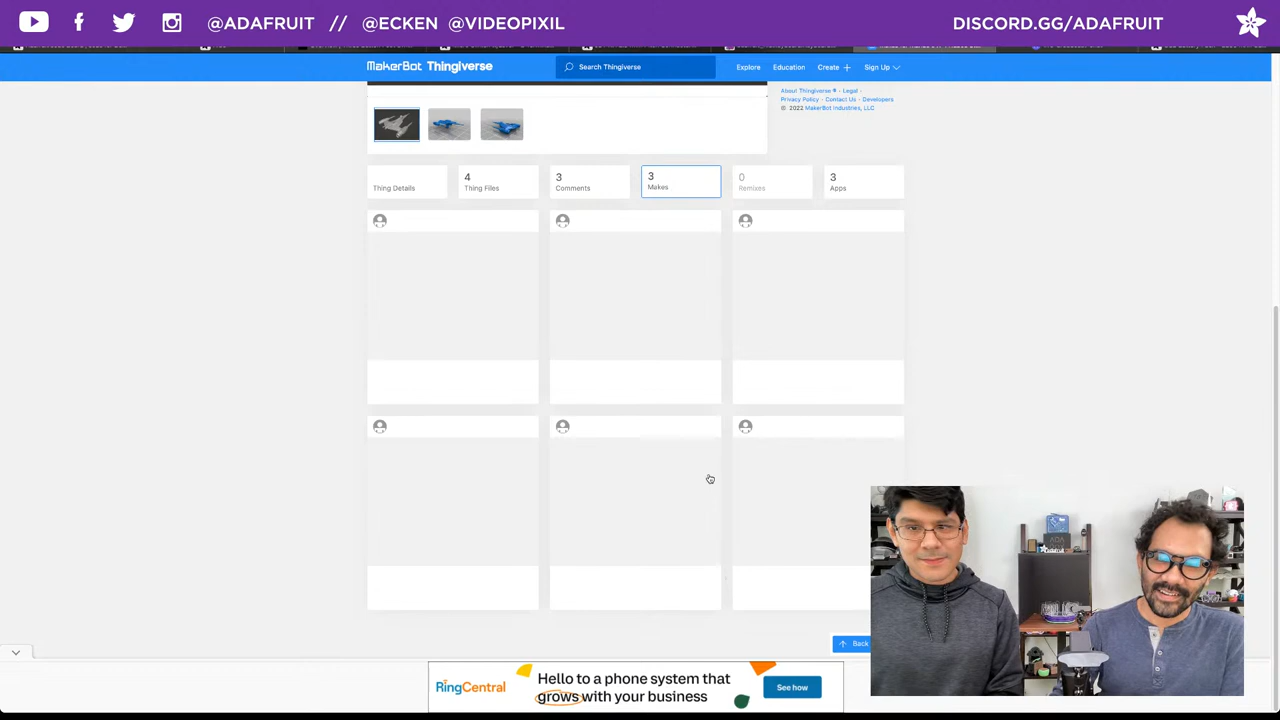 @ADAFRUIT // @ECKEN @VIDEOPIXIL
DISCORD.GG/ADAFRUIT
MakerBot Thingiverse
Search Thingiverse
Explore
Education
Create +
Sign Up
About Thingiverse ® · Legal ·
Privacy Policy · Contact Us · Developers
© 2022 MakerBot Industries, LLC
Thing Details
4
Thing Files
3
Comments
3
Makes
0
Remixes
3
Apps
Back
RingCentral
Hello to a phone system that
grows with your business
See how